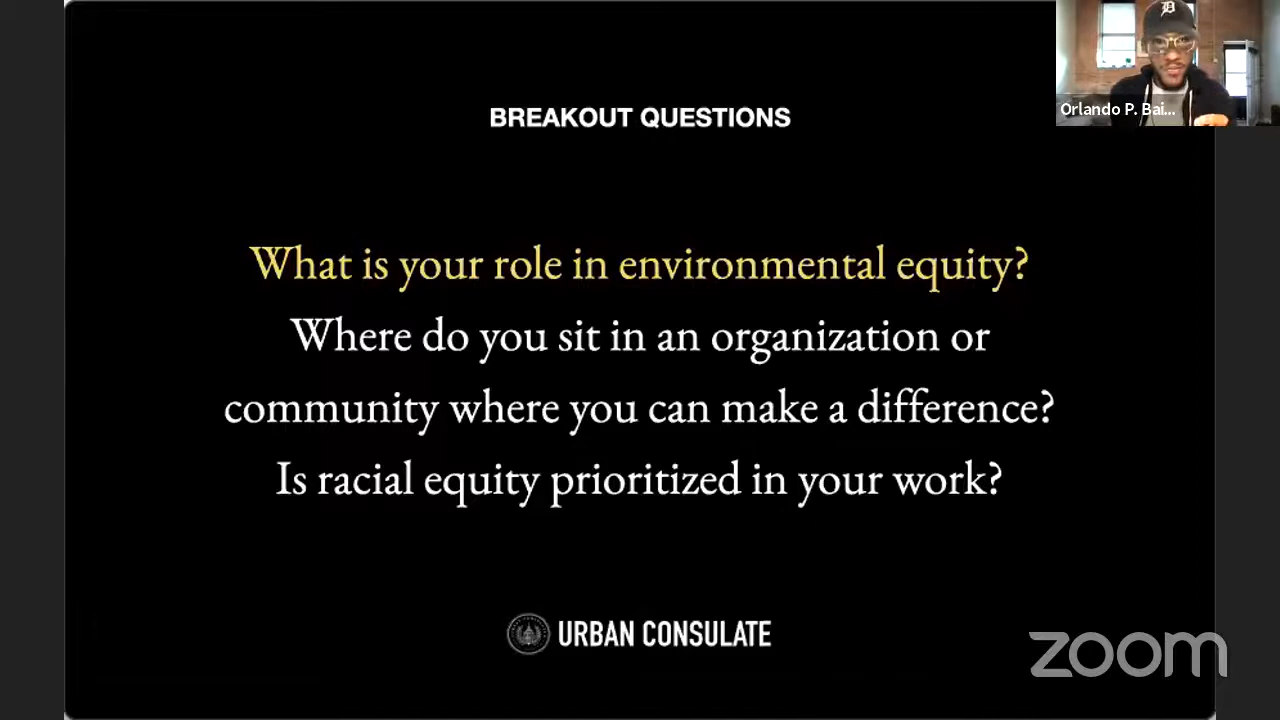 BREAKOUT QUESTIONS
Orlando P. Bai...
What is your role in environmental equity?
Where do you sit in an organization or
community where you can make a difference?
Is racial equity prioritized in your work?
URBAN CONSULATE
zoom